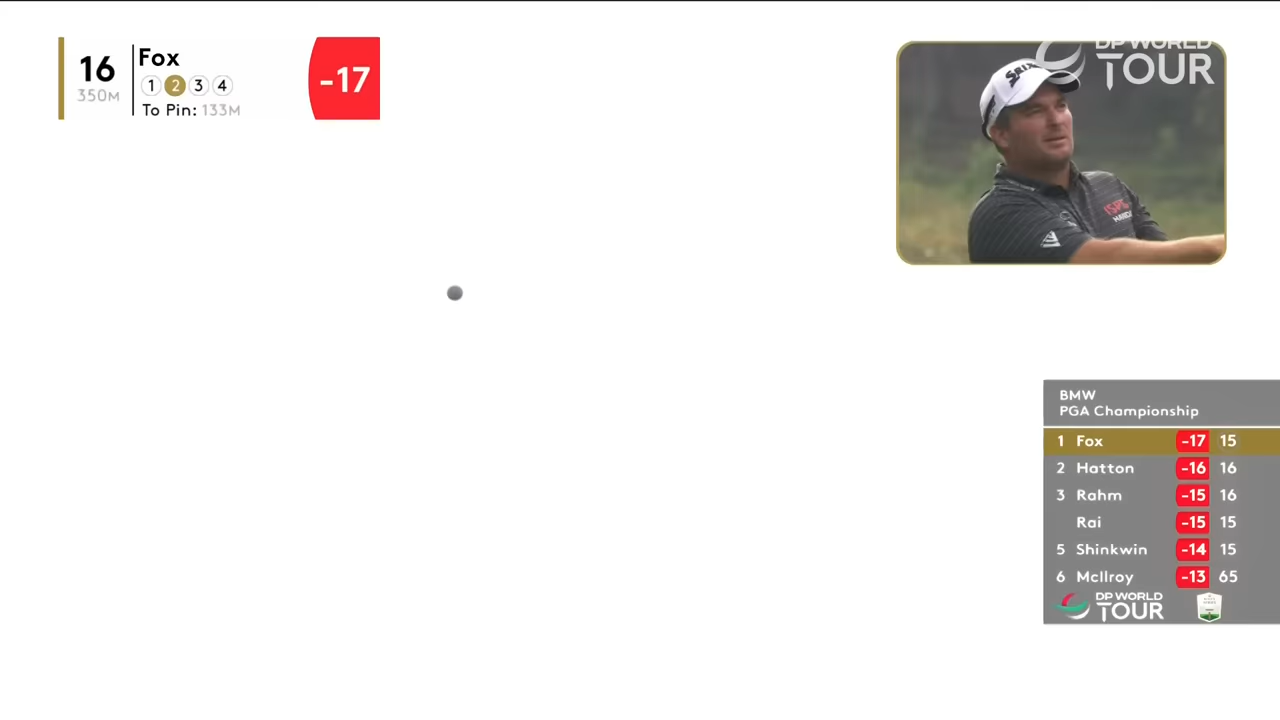 16
350M
Fox
1 2 3 4
To Pin: 133M
-17
DP WORLD
TOUR
SRIX
BMW
PGA Championship
1 Fox -17 15
2 Hatton -16 16
3 Rahm -15 16
Rai -15 15
5 Shinkwin -14 15
6 McIlroy -13 65
DP WORLD
TOUR